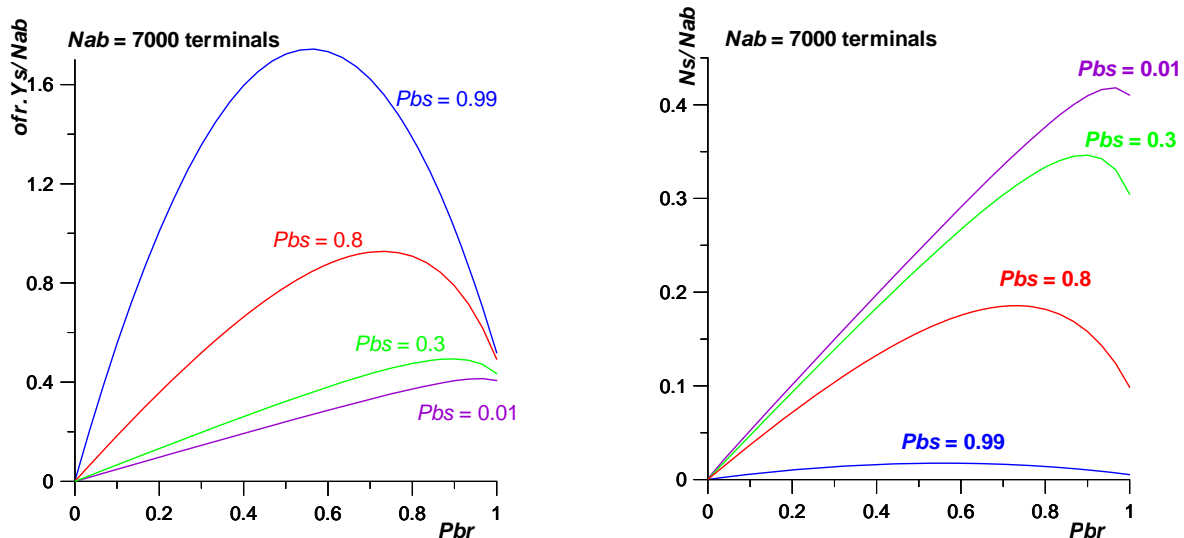 Nab = 7000 terminals
ofr.Ys/Nab
1.6
1.2
0.8
0.4
0
Pbs = 0.99
Pbs = 0.8
Pbs = 0.3
Pbs = 0.01
0 0.2 0.4 0.6 0.8 1
Pbr
Nab = 7000 terminals
Ns/Nab
0.4
0.3
0.2
0.1
0
Pbs = 0.01
Pbs = 0.3
Pbs = 0.8
Pbs = 0.99
0 0.2 0.4 0.6 0.8 1
Pbr